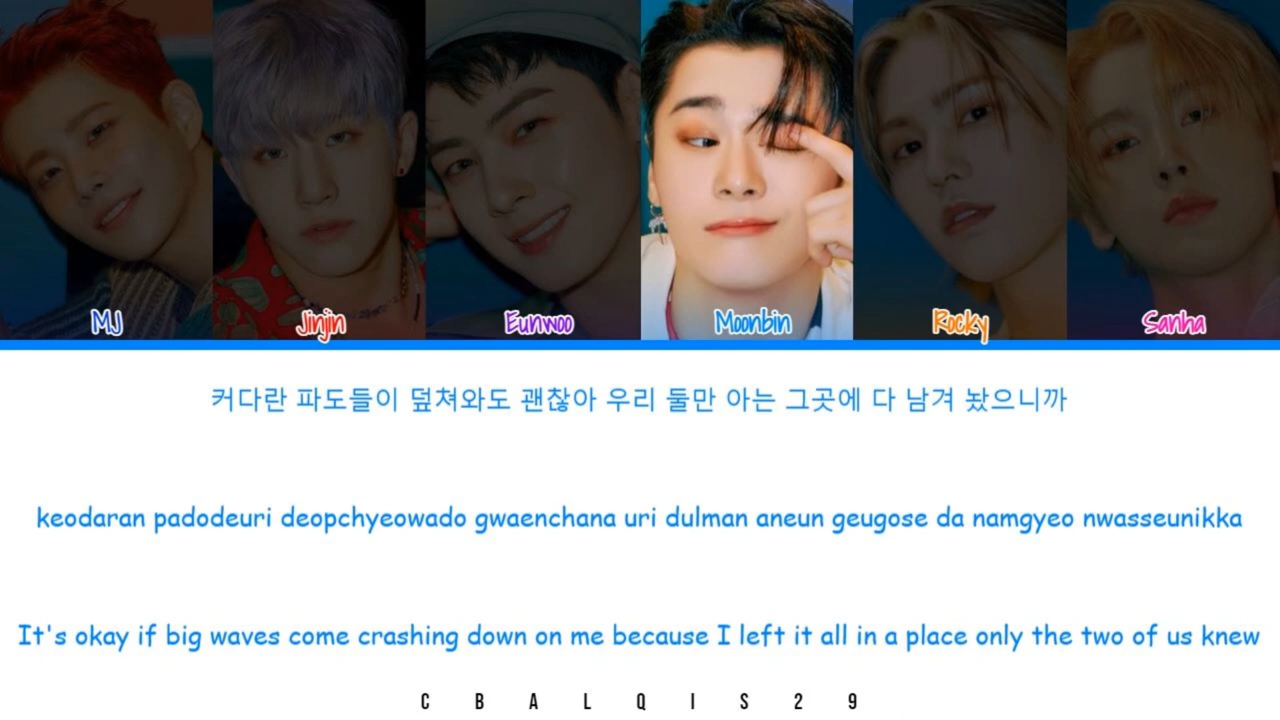 MJ Jinjin Eunwoo Moonbin Rocky Sanha
커다란 파도들이 덮쳐와도 괜찮아 우리 둘만 아는 그곳에 다 남겨 놨으니까
keodaran padodeuri deopchyeowado gwaenchana uri dulman aneun geugose da namgyeo nwasseunikka
It's okay if big waves come crashing down on me because I left it all in a place only the two of us knew
CBALQIS29